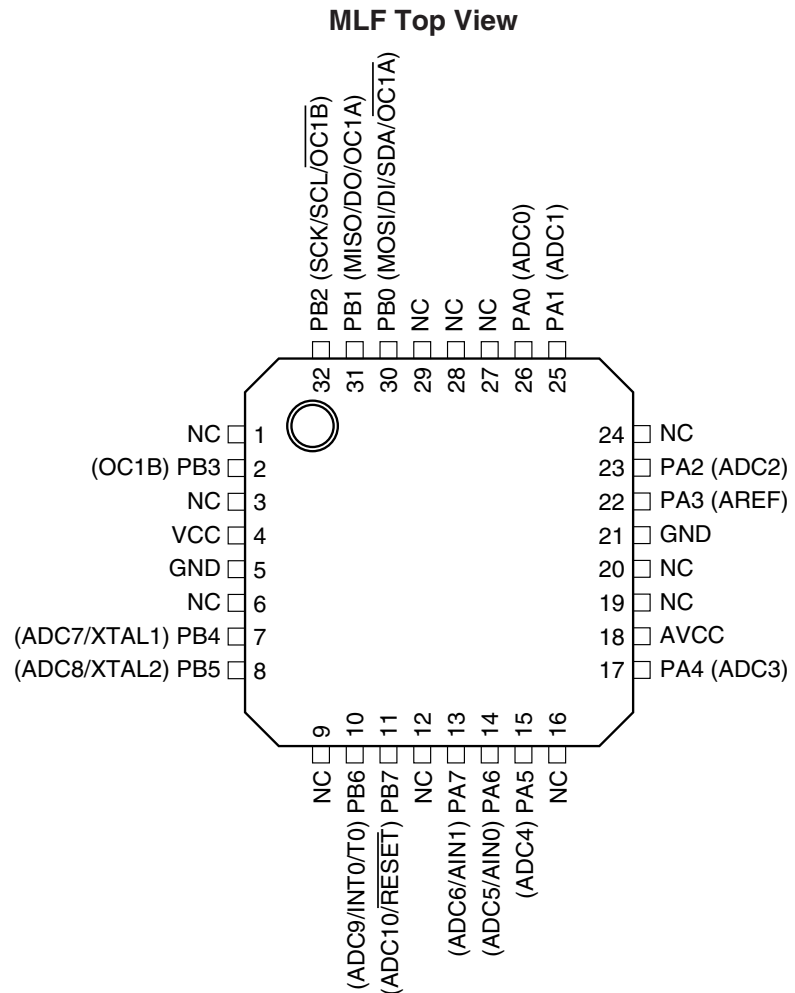 MLF Top View
PB2 (SCK/SCL/O̅C̅1̅B̅)
PB1 (MISO/DO/OC1A)
PB0 (MOSI/DI/SDA/O̅C̅1̅A̅)
NC
NC
NC
PA0 (ADC0)
PA1 (ADC1)
32
31
30
29
28
27
26
25
NC 1
(OC1B) PB3 2
NC 3
VCC 4
GND 5
NC 6
(ADC7/XTAL1) PB4 7
(ADC8/XTAL2) PB5 8
24 NC
23 PA2 (ADC2)
22 PA3 (AREF)
21 GND
20 NC
19 NC
18 AVCC
17 PA4 (ADC3)
9
10
11
12
13
14
15
16
NC
(ADC9/INT0/T0) PB6
(ADC10/R̅E̅S̅E̅T̅) PB7
NC
(ADC6/AIN1) PA7
(ADC5/AIN0) PA6
(ADC4) PA5
NC